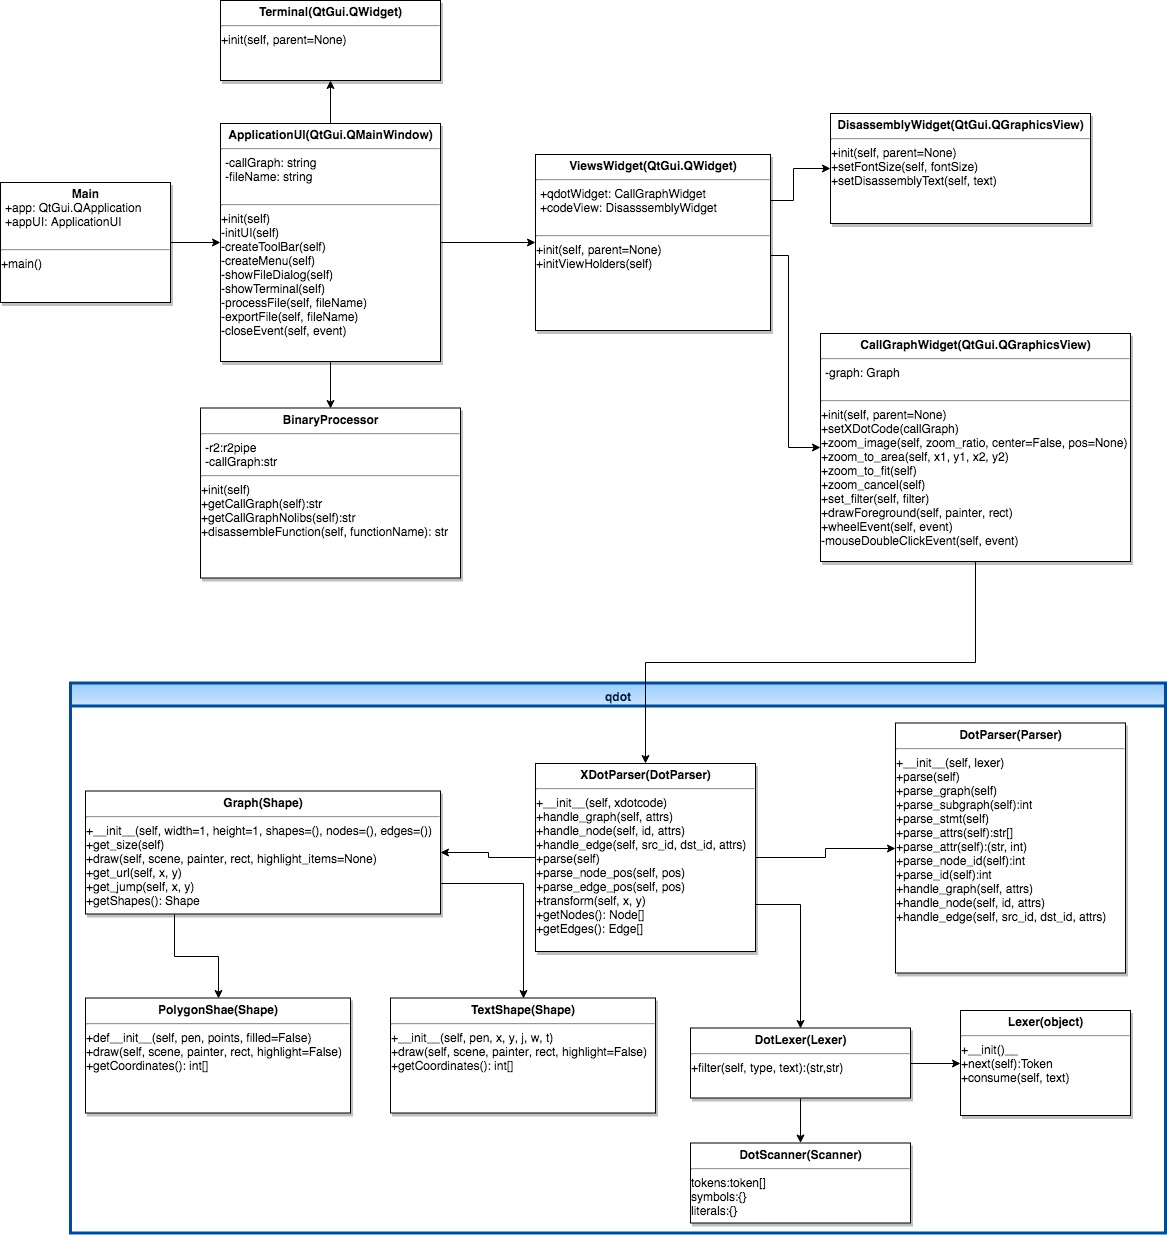 Terminal(QtGui.QWidget)
+init(self, parent=None)
ApplicationUI(QtGui.QMainWindow)
-callGraph: string
-fileName: string
+init(self)
-initUI(self)
-createToolBar(self)
-createMenu(self)
-showFileDialog(self)
-showTerminal(self)
-processFile(self, fileName)
-exportFile(self, fileName)
-closeEvent(self, event)
Main
+app: QtGui.QApplication
+appUI: ApplicationUI
+main()
ViewsWidget(QtGui.QWidget)
+qdotWidget: CallGraphWidget
+codeView: DisasssemblyWidget
+init(self, parent=None)
+initViewHolders(self)
DisassemblyWidget(QtGui.QGraphicsView)
+init(self, parent=None)
+setFontSize(self, fontSize)
+setDisassemblyText(self, text)
CallGraphWidget(QtGui.QGraphicsView)
-graph: Graph
+init(self, parent=None)
+setXDotCode(callGraph)
+zoom_image(self, zoom_ratio, center=False, pos=None)
+zoom_to_area(self, x1, y1, x2, y2)
+zoom_to_fit(self)
+zoom_cancel(self)
+set_filter(self, filter)
+drawForeground(self, painter, rect)
+wheelEvent(self, event)
-mouseDoubleClickEvent(self, event)
BinaryProcessor
-r2:r2pipe
-callGraph:str
+init(self)
+getCallGraph(self):str
+getCallGraphNolibs(self):str
+disassembleFunction(self, functionName): str
qdot
Graph(Shape)
+__init__(self, width=1, height=1, shapes=(), nodes=(), edges=())
+get_size(self)
+draw(self, scene, painter, rect, highlight_items=None)
+get_url(self, x, y)
+get_jump(self, x, y)
+getShapes(): Shape
XDotParser(DotParser)
+__init__(self, xdotcode)
+handle_graph(self, attrs)
+handle_node(self, id, attrs)
+handle_edge(self, src_id, dst_id, attrs)
+parse(self)
+parse_node_pos(self, pos)
+parse_edge_pos(self, pos)
+transform(self, x, y)
+getNodes(): Node[]
+getEdges(): Edge[]
DotParser(Parser)
+__init__(self, lexer)
+parse(self)
+parse_graph(self)
+parse_subgraph(self):int
+parse_stmt(self)
+parse_attrs(self):str[]
+parse_attr(self):(str, int)
+parse_node_id(self):int
+parse_id(self):int
+handle_graph(self, attrs)
+handle_node(self, id, attrs)
+handle_edge(self, src_id, dst_id, attrs)
PolygonShae(Shape)
+def__init__(self, pen, points, filled=False)
+draw(self, scene, painter, rect, highlight=False)
+getCoordinates(): int[]
TextShape(Shape)
+__init__(self, pen, x, y, j, w, t)
+draw(self, scene, painter, rect, highlight=False)
+getCoordinates(): int[]
DotLexer(Lexer)
+filter(self, type, text):(str,str)
Lexer(object)
+__init()__
+next(self):Token
+consume(self, text)
DotScanner(Scanner)
tokens:token[]
symbols:{}
literals:{}